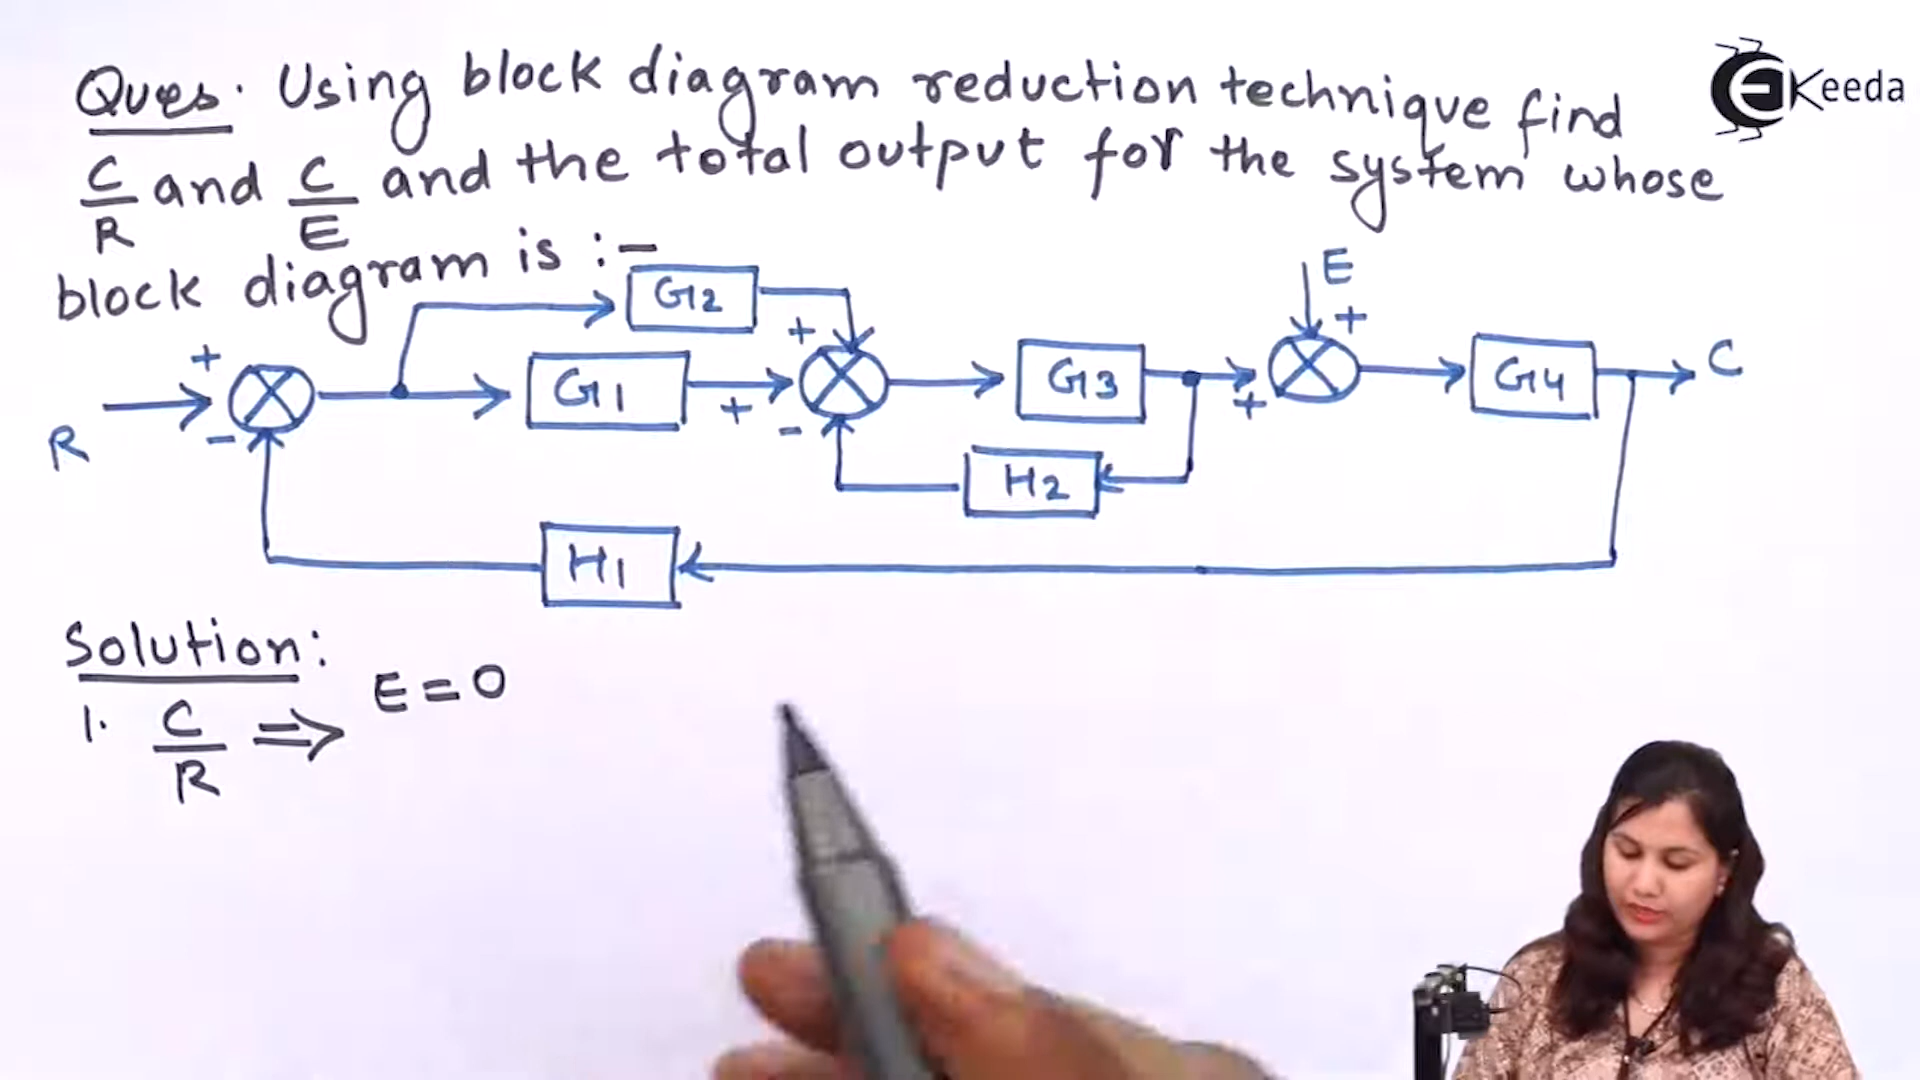 Ques. Using block diagram reduction technique find
C/R and C/E and the total output for the system whose
block diagram is :-
EKeeda
E
G2
+
+
+
G1
+
G3
+
G4
C
R
-
-
H2
H1
Solution:
1. C/R ⇒ E = 0